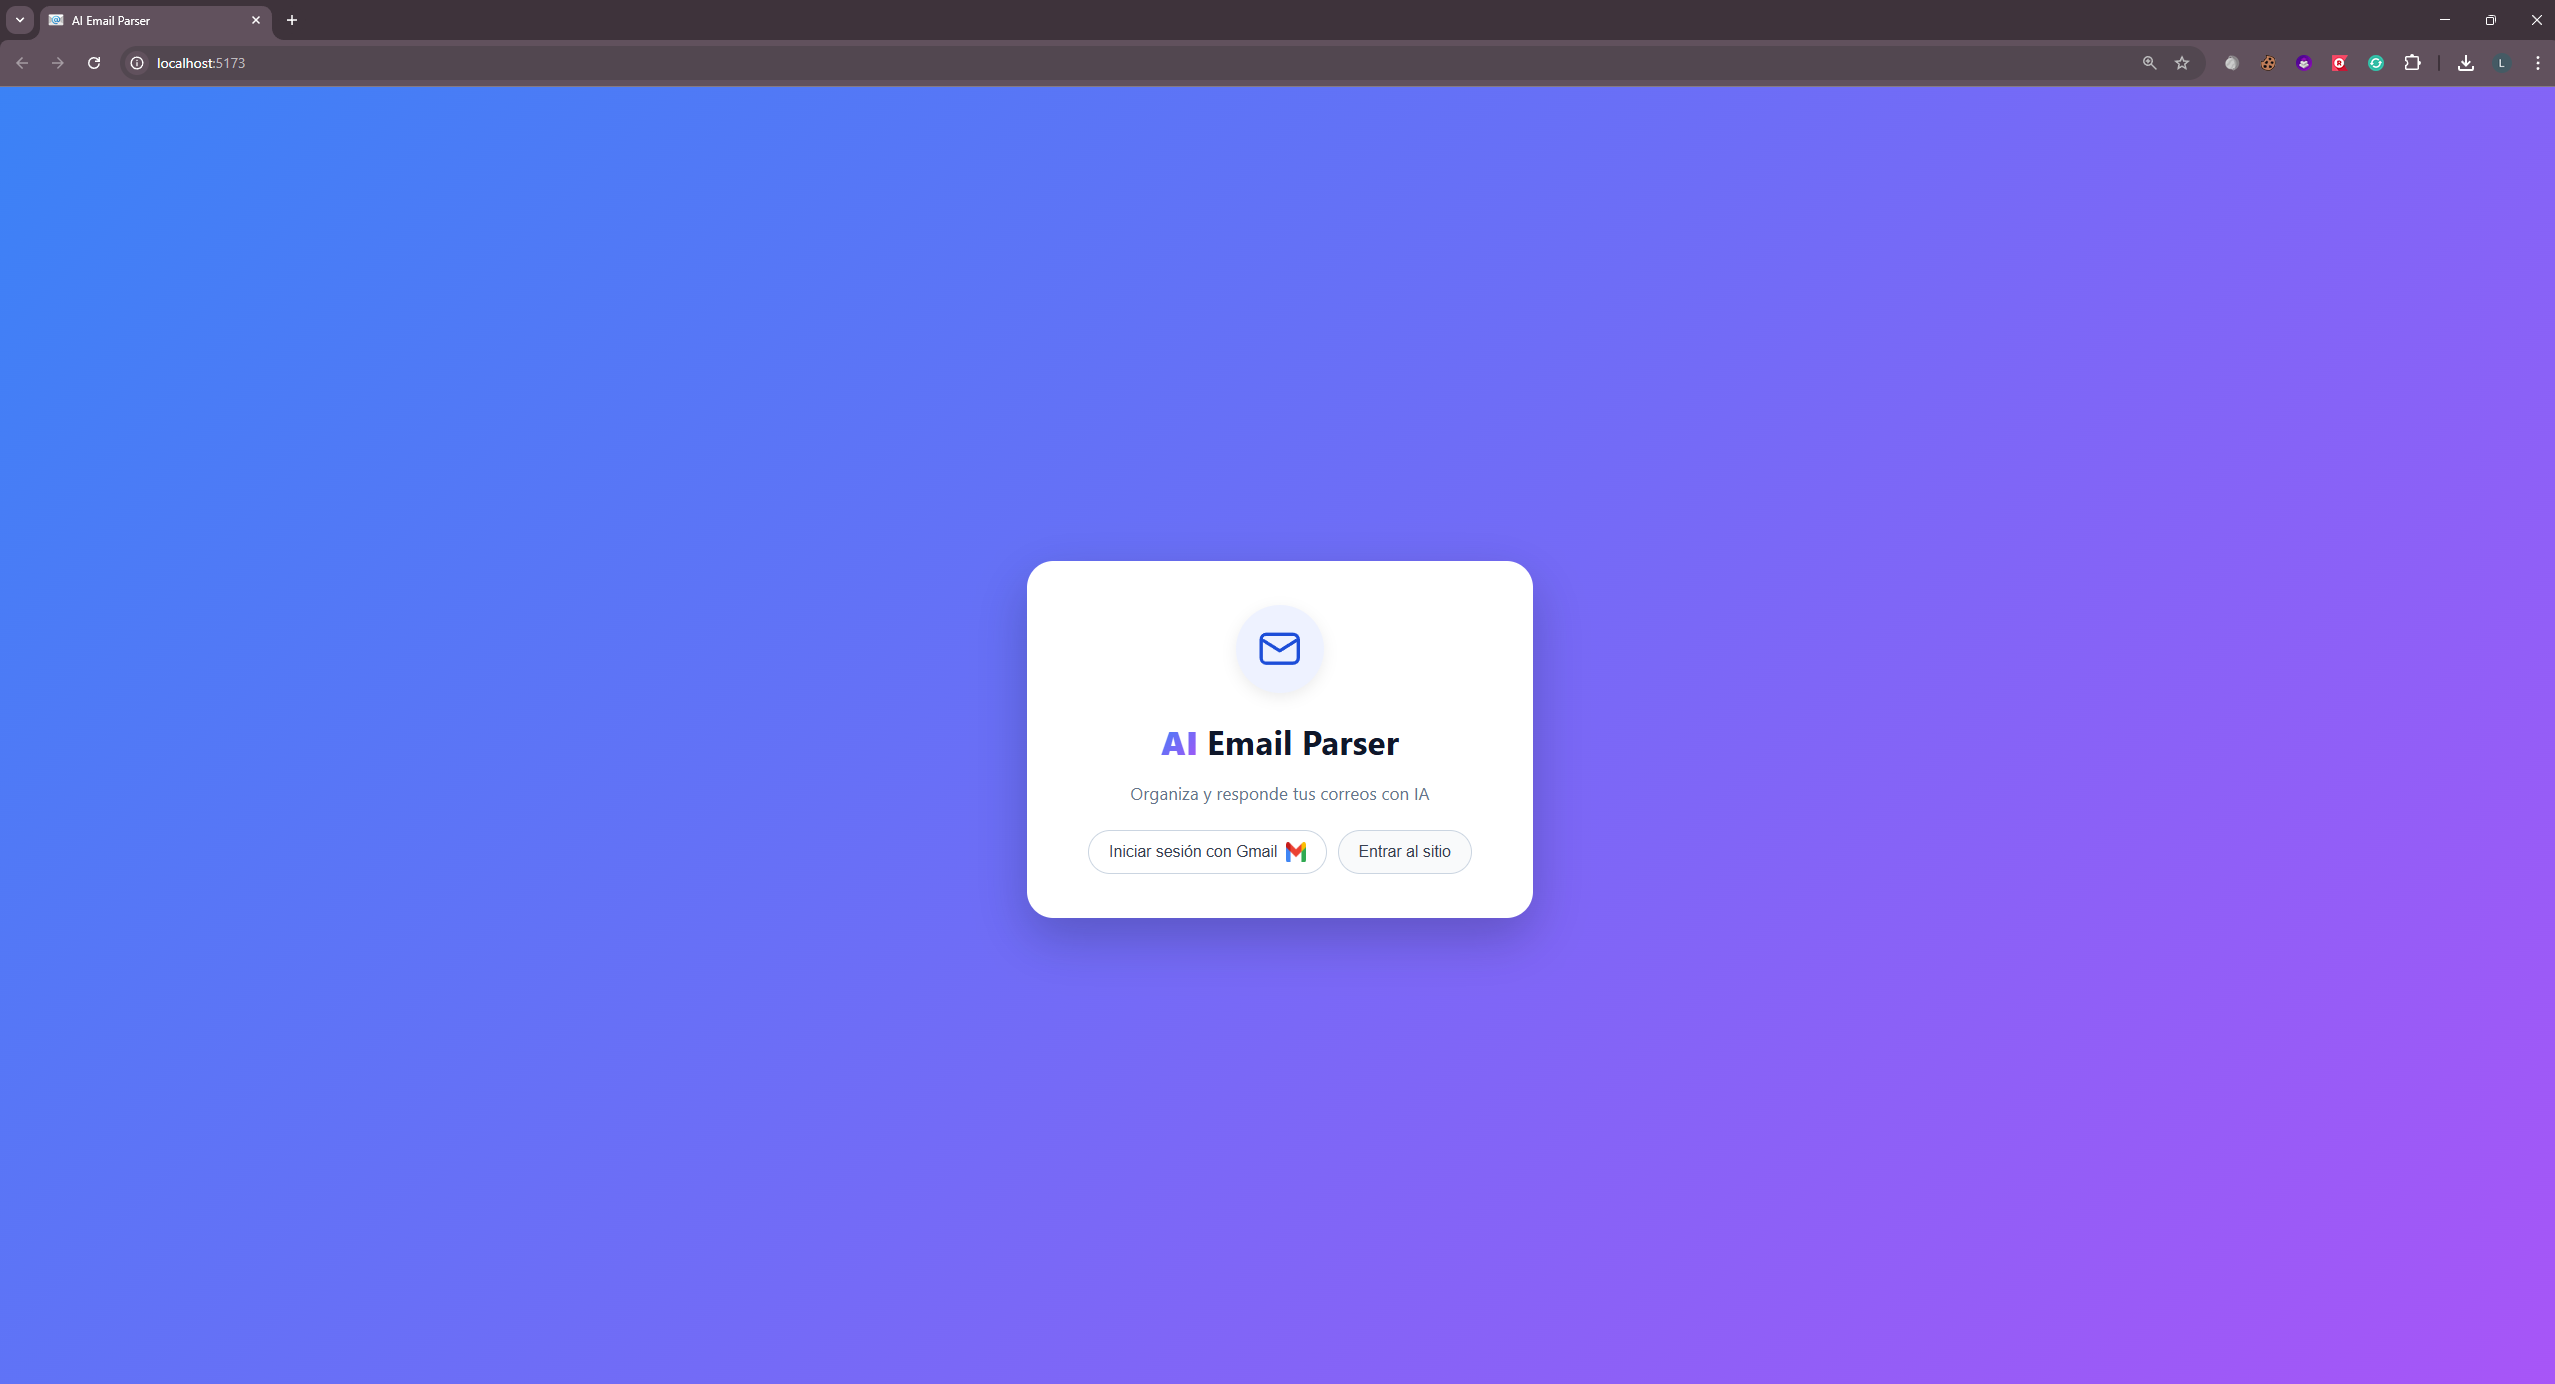 AI Email Parser
localhost:5173
L
AI Email Parser
Organiza y responde tus correos con IA
Iniciar sesión con Gmail
Entrar al sitio